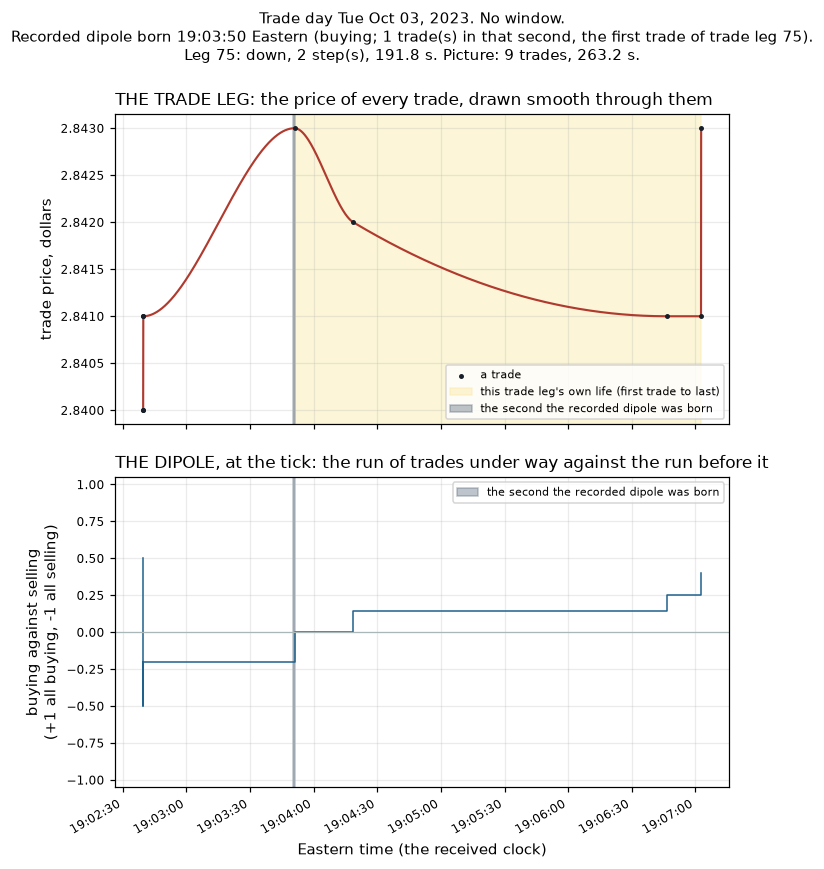 Trade day Tue Oct 03, 2023. No window.
Recorded dipole born 19:03:50 Eastern (buying; 1 trade(s) in that second, the first trade of trade leg 75).
Leg 75: down, 2 step(s), 191.8 s. Picture: 9 trades, 263.2 s.
THE TRADE LEG: the price of every trade, drawn smooth through them
trade price, dollars
2.8430
2.8425
2.8420
2.8415
2.8410
2.8405
2.8400
a trade
this trade leg's own life (first trade to last)
the second the recorded dipole was born
THE DIPOLE, at the tick: the run of trades under way against the run before it
buying against selling
(+1 all buying, -1 all selling)
1.00
0.75
0.50
0.25
0.00
−0.25
−0.50
−0.75
−1.00
the second the recorded dipole was born
19:02:30
19:03:00
19:03:30
19:04:00
19:04:30
19:05:00
19:05:30
19:06:00
19:06:30
19:07:00
Eastern time (the received clock)